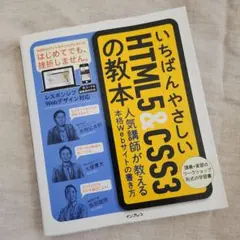 いちばんやさしい
HTML5&CSS3
の教本
人気講師が教える
本格Webサイトの書き方
はじめてでも、
挫折しません。
レスポンシブ
Webデザイン対応
講義+実習の
ワークショップ
形式の学習書
インプレス